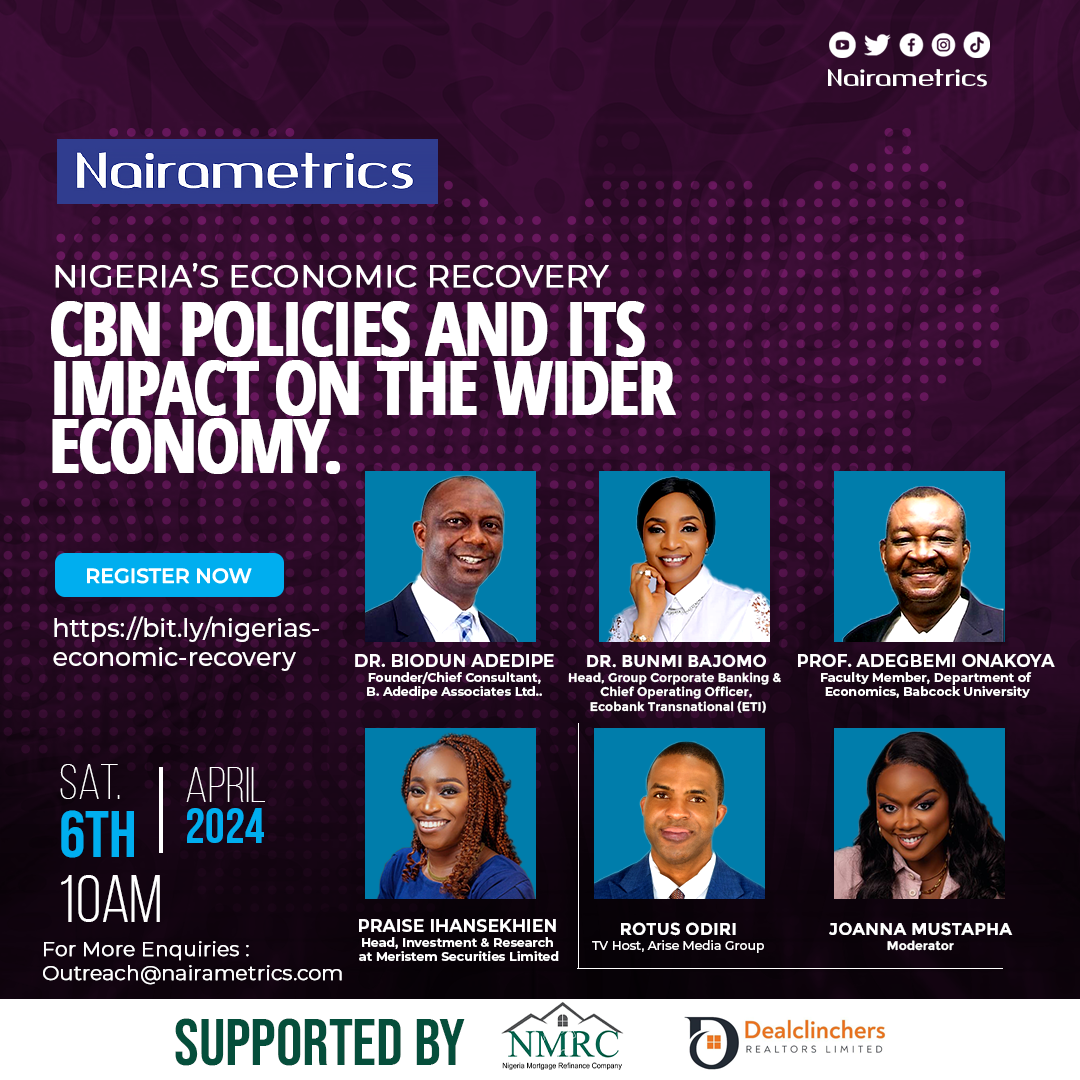 Nairametrics
Nairametrics
NIGERIA'S ECONOMIC RECOVERY
CBN POLICIES AND ITS
IMPACT ON THE WIDER
ECONOMY.
REGISTER NOW
https://bit.ly/nigerias-
economic-recovery
DR. BIODUN ADEDIPE
Founder/Chief Consultant,
B. Adedipe Associates Ltd..
DR. BUNMI BAJOMO
Head, Group Corporate Banking &
Chief Operating Officer,
Ecobank Transnational (ETI)
PROF. ADEGBEMI ONAKOYA
Faculty Member, Department of
Economics, Babcock University
SAT.
6TH
APRIL
2024
10AM
For More Enquiries :
Outreach@nairametrics.com
PRAISE IHANSEKHIEN
Head, Investment & Research
at Meristem Securities Limited
ROTUS ODIRI
TV Host, Arise Media Group
JOANNA MUSTAPHA
Moderator
SUPPORTED BY
NMRC
Nigeria Mortgage Refinance Company
Dealclinchers
REALTORS LIMITED